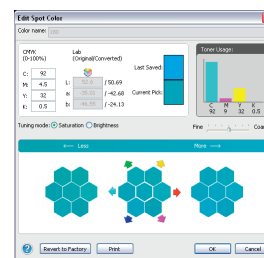 Edit Spot Color
Color name:
CMYK
(0-100%)
Lab
(Original/Converted)
C: 92
M: 4.5
Y: 32
K: 0.5
L: / 50.69
a: / -42.68
b: / -24.13
Last Saved:
Current Pick:
Toner Usage:
C M Y K
92 9 32 0.5
Tuning mode: Saturation Brightness
Fine Coar
Less More
Revert to Factory Print OK Cancel